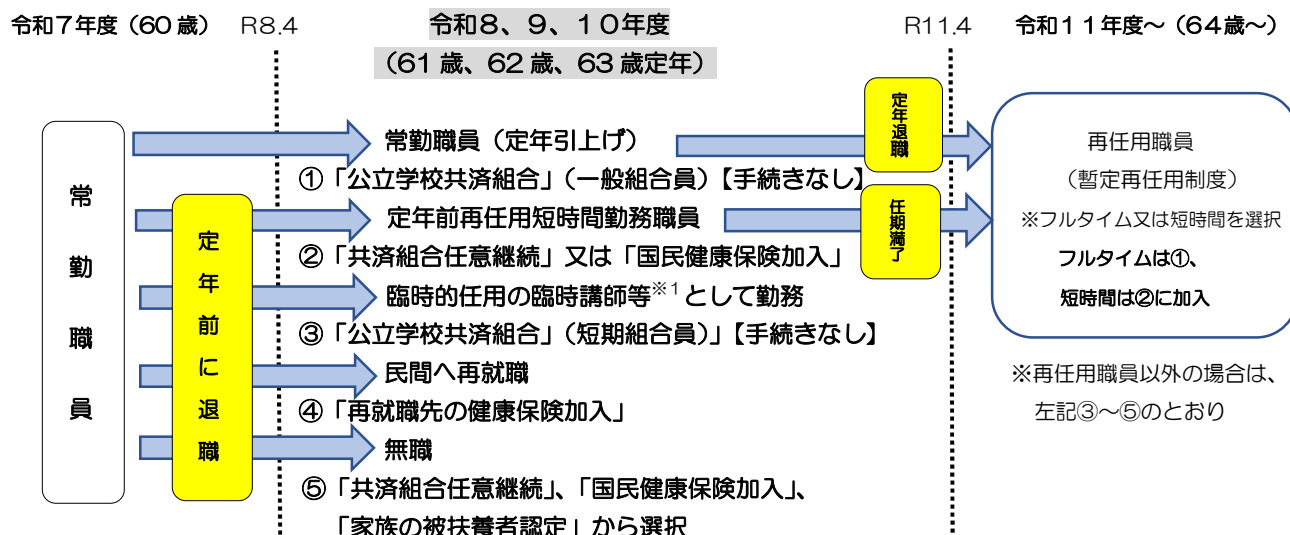 令和7年度（60歳）
R8.4
令和8、9、10年度
（61歳、62歳、63歳定年）
R11.4
令和11年度～（64歳～）
常勤職員
定年前に退職
常勤職員（定年引上げ）
①「公立学校共済組合」（一般組合員）【手続きなし】
定年前再任用短時間勤務職員
②「共済組合任意継続」又は「国民健康保険加入」
臨時的任用の臨時講師等※1として勤務
③「公立学校共済組合」（短期組合員）」【手続きなし】
民間へ再就職
④「再就職先の健康保険加入」
無職
⑤「共済組合任意継続」、「国民健康保険加入」、
「家族の被扶養者認定」から選択
定年退職
任期満了
再任用職員
（暫定再任用制度）
※フルタイム又は短時間を選択
フルタイムは①、
短時間は②に加入
※再任用職員以外の場合は、
左記③～⑤のとおり